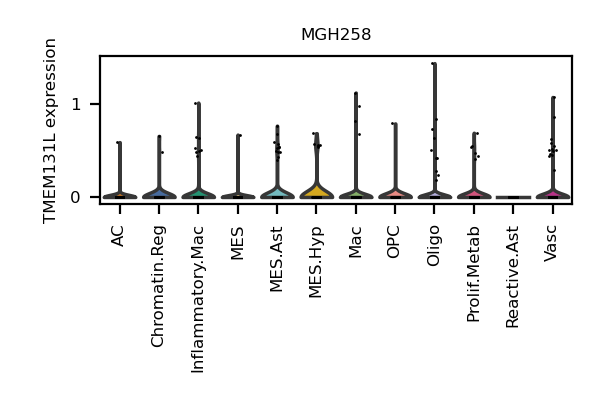 MGH258
TMEM131L expression
1
0
AC
Chromatin.Reg
Inflammatory.Mac
MES
MES.Ast
MES.Hyp
Mac
OPC
Oligo
Prolif.Metab
Reactive.Ast
Vasc